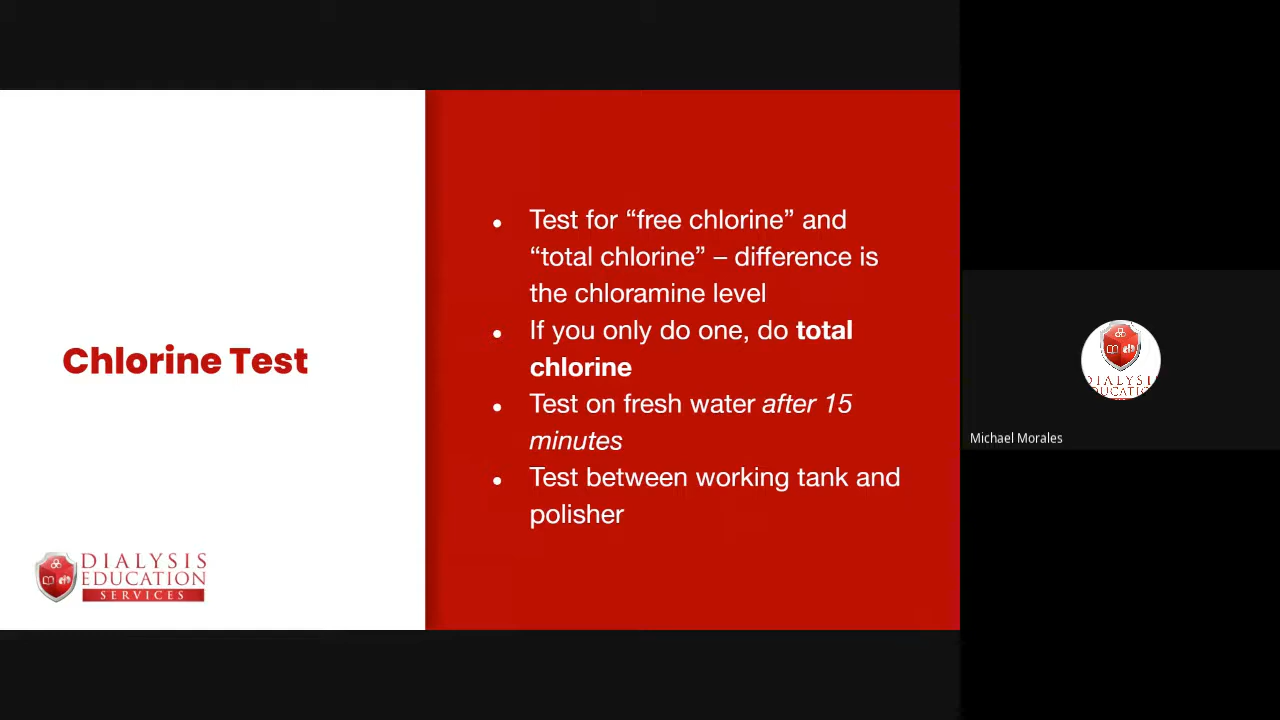 Chlorine Test
• Test for “free chlorine” and
“total chlorine” – difference is
the chloramine level
• If you only do one, do total
chlorine
• Test on fresh water after 15
minutes
• Test between working tank and
polisher
DIALYSIS
EDUCATION
SERVICES
DIALYSIS
EDUCATION
Michael Morales